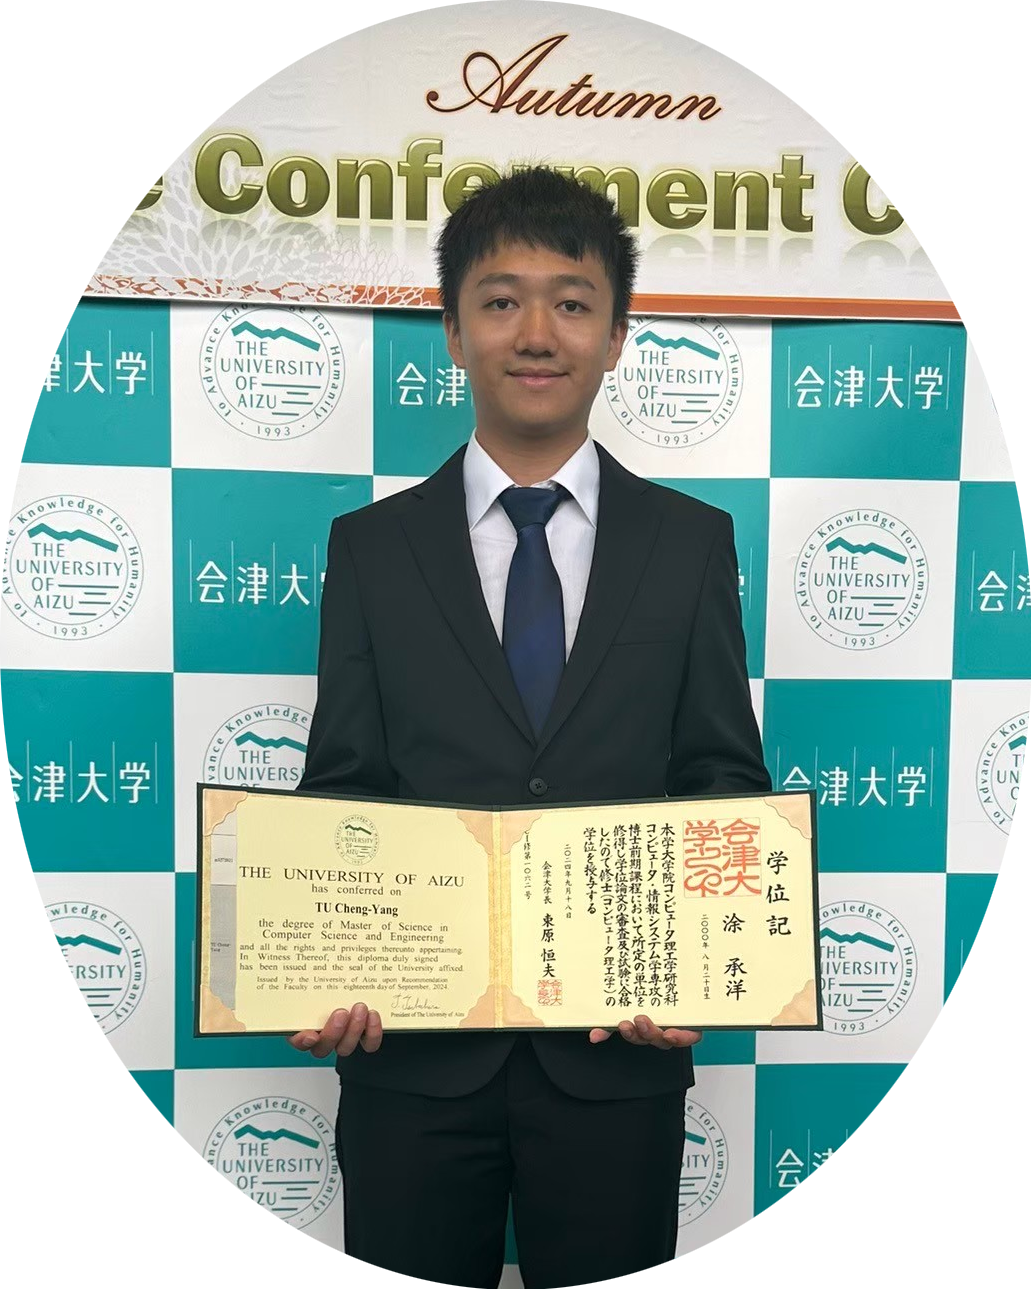 Autumn
Conferment C
会津大学
to Advance Knowledge for Humanity
THE
UNIVERSITY
OF
AIZU
1993
THE UNIVERSITY OF AIZU
has conferred on
TU Cheng-Yang
the degree of Master of Science in
Computer Science and Engineering
and all the rights and privileges thereunto appertaining.
In Witness Thereof, this diploma duly signed
has been issued and the seal of the University affixed.
Issued by the University of Aizu upon Recommendation
of the Faculty on this eighteenth day of September, 2024.
President of The University of Aizu
学位記
会津大学
涂 承洋
二〇〇〇年 八月二十日生
本学大学院コンピュータ理工学研究科
コンピュータ・情報システム学専攻の
博士前期課程において所定の単位を
修得し学位論文の審査及び試験に合格
したので修士(コンピュータ理工学)の
学位を授与する
二〇二四年九月十八日
会津大学長 東原 恒夫
修第一〇六二号